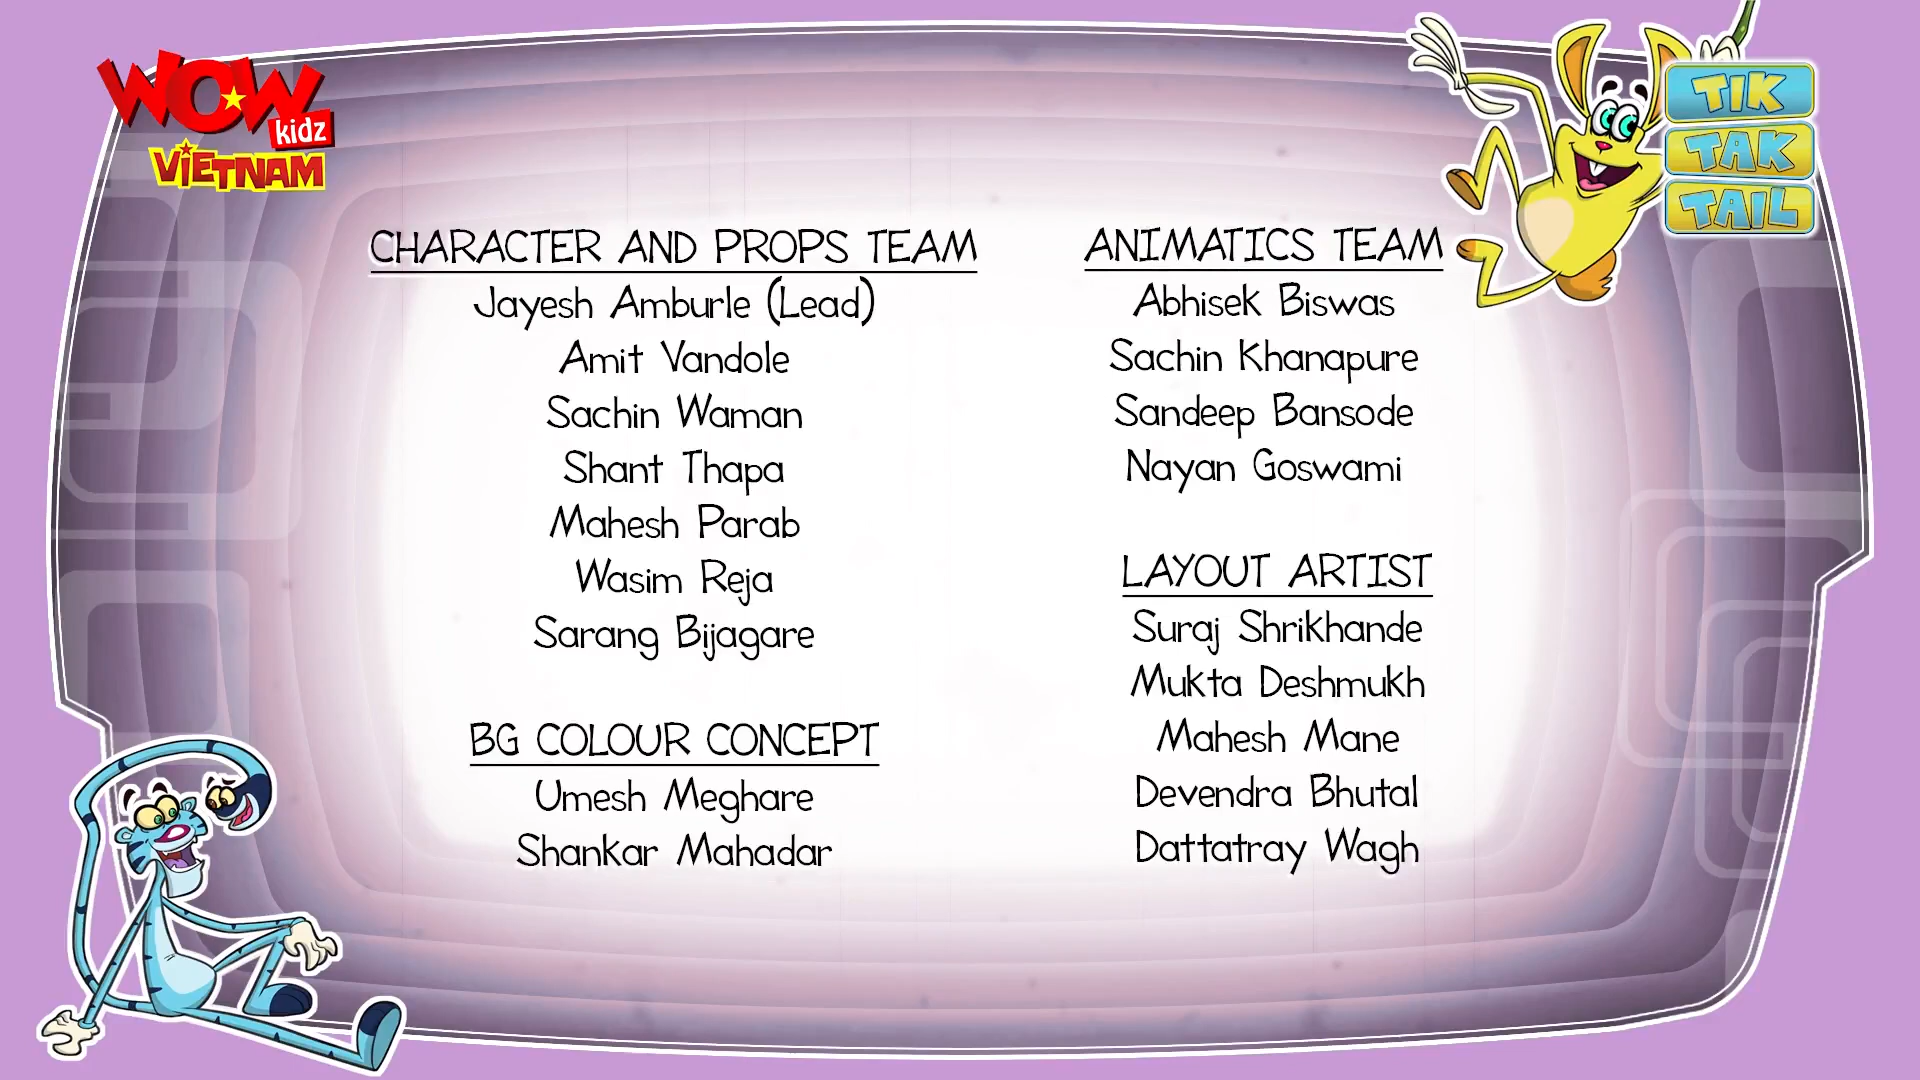 WOW
kidz
VIETNAM
TIK
TAK
TAIL
CHARACTER AND PROPS TEAM
Jayesh Amburle (Lead)
Amit Vandole
Sachin Waman
Shant Thapa
Mahesh Parab
Wasim Reja
Sarang Bijagare
BG COLOUR CONCEPT
Umesh Meghare
Shankar Mahadar
ANIMATICS TEAM
Abhisek Biswas
Sachin Khanapure
Sandeep Bansode
Nayan Goswami
LAYOUT ARTIST
Suraj Shrikhande
Mukta Deshmukh
Mahesh Mane
Devendra Bhutal
Dattatray Wagh